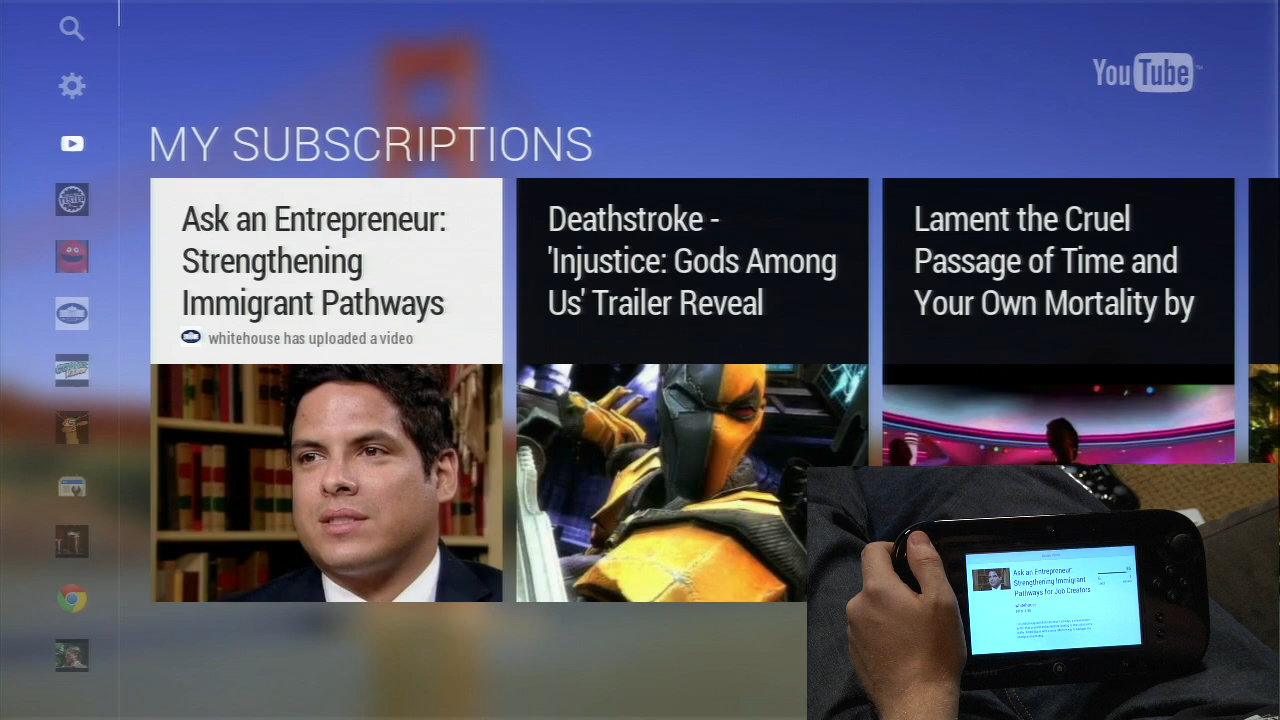 YouTube
MY SUBSCRIPTIONS
Ask an Entrepreneur:
Strengthening
Immigrant Pathways
whitehouse has uploaded a video
Deathstroke -
'Injustice: Gods Among
Us' Trailer Reveal
Lament the Cruel
Passage of Time and
Your Own Mortality by
Ask an Entrepreneur:
Strengthening Immigrant
Pathways for Job Creators
whitehouse